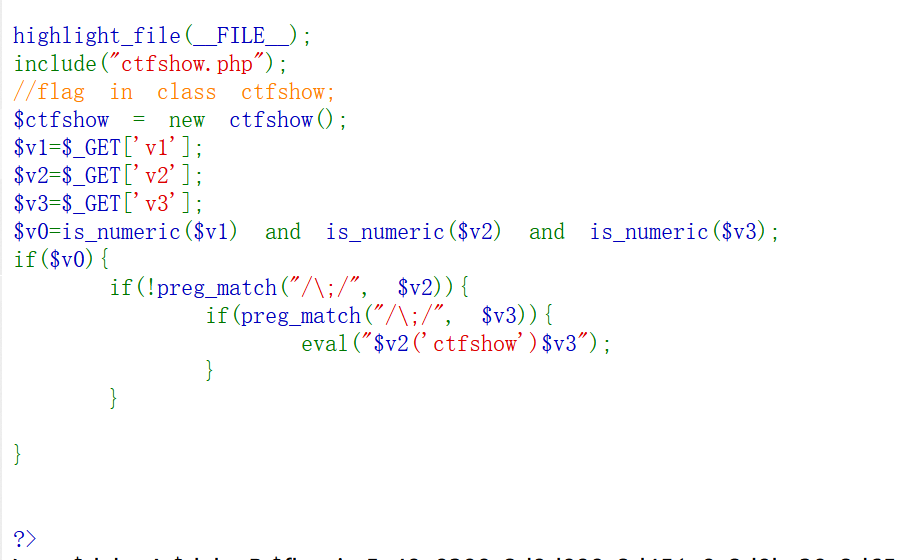 highlight_file(__FILE__);
include("ctfshow.php");
//flag in class ctfshow;
$ctfshow = new ctfshow();
$v1=$_GET['v1'];
$v2=$_GET['v2'];
$v3=$_GET['v3'];
$v0=is_numeric($v1) and is_numeric($v2) and is_numeric($v3);
if($v0){
if(!preg_match("/\;/", $v2)){
if(preg_match("/\;/", $v3)){
eval("$v2('ctfshow')$v3");
}
}
}
?>